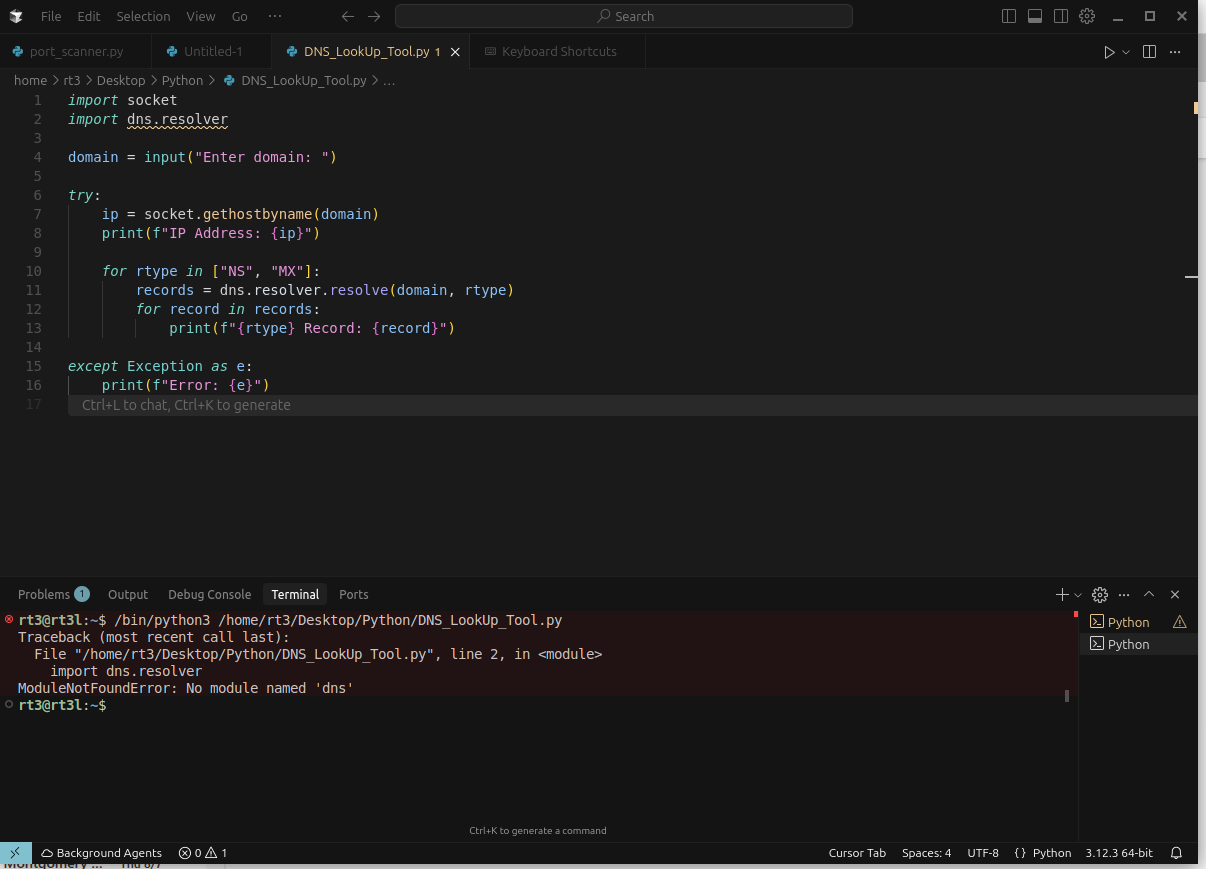 File Edit Selection View Go ··· Search
port_scanner.py Untitled-1 DNS_LookUp_Tool.py 1 Keyboard Shortcuts
home > rt3 > Desktop > Python > DNS_LookUp_Tool.py > ...
1 import socket
2 import dns.resolver
3
4 domain = input("Enter domain: ")
5
6 try:
7 ip = socket.gethostbyname(domain)
8 print(f"IP Address: {ip}")
9
10 for rtype in ["NS", "MX"]:
11 records = dns.resolver.resolve(domain, rtype)
12 for record in records:
13 print(f"{rtype} Record: {record}")
14
15 except Exception as e:
16 print(f"Error: {e}")
17 Ctrl+L to chat, Ctrl+K to generate
Problems 1 Output Debug Console Terminal Ports
rt3@rt3l:~$ /bin/python3 /home/rt3/Desktop/Python/DNS_LookUp_Tool.py
Traceback (most recent call last):
File "/home/rt3/Desktop/Python/DNS_LookUp_Tool.py", line 2, in <module>
import dns.resolver
ModuleNotFoundError: No module named 'dns'
rt3@rt3l:~$
Python
Python
Ctrl+K to generate a command
Background Agents 0 1 Cursor Tab Spaces: 4 UTF-8 {} Python 3.12.3 64-bit